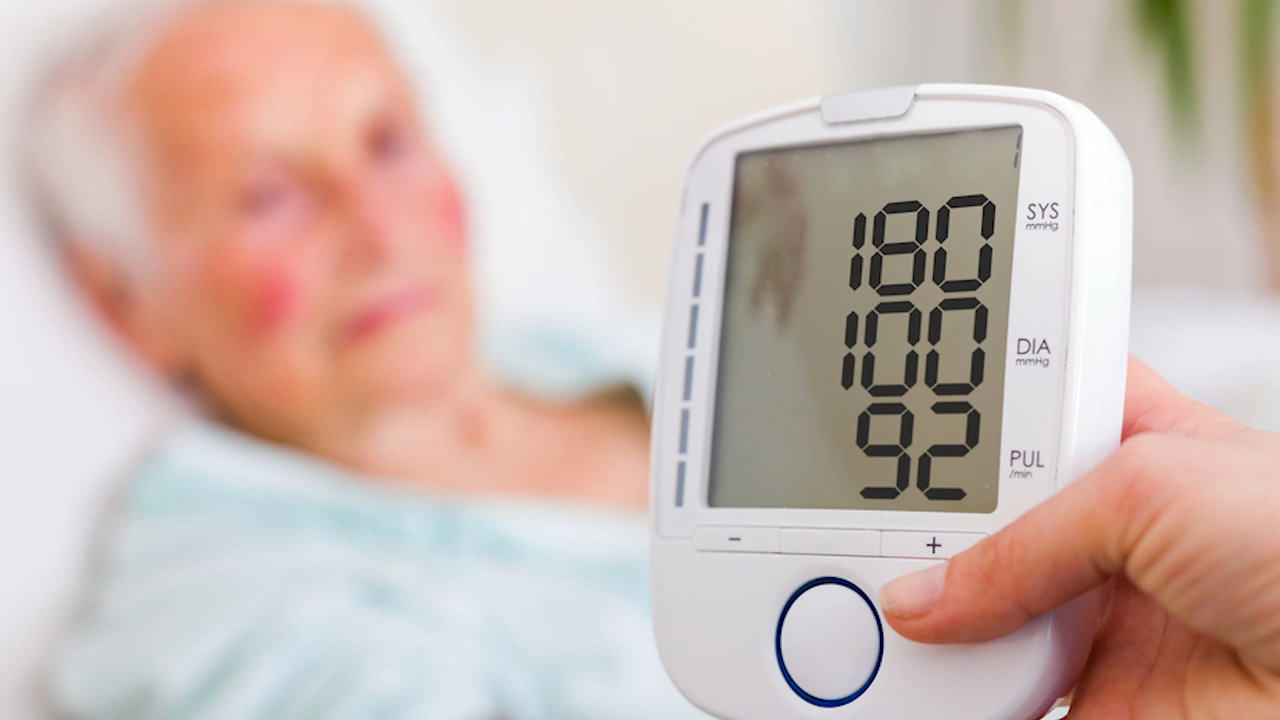 180 SYS
mmHg
100 DIA
mmHg
92 PUL
/min
- +